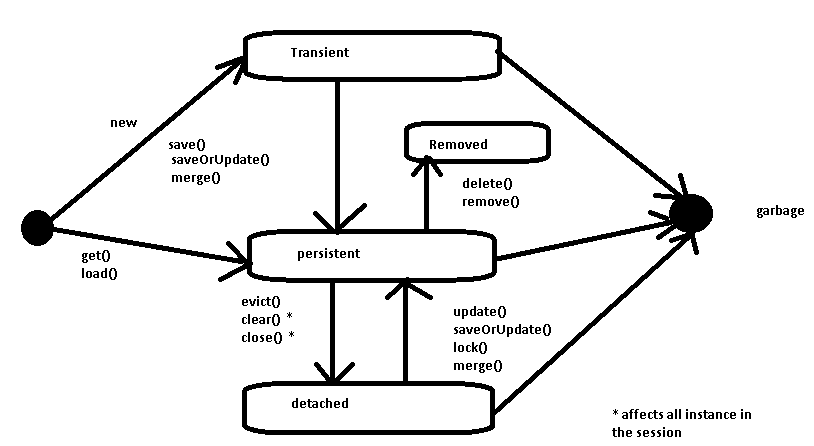 Transient
new
save()
saveOrUpdate()
merge()
Removed
delete()
remove()
garbage
get()
load()
persistent
evict()
clear() *
close() *
update()
saveOrUpdate()
lock()
merge()
detached
* affects all instance in
the session